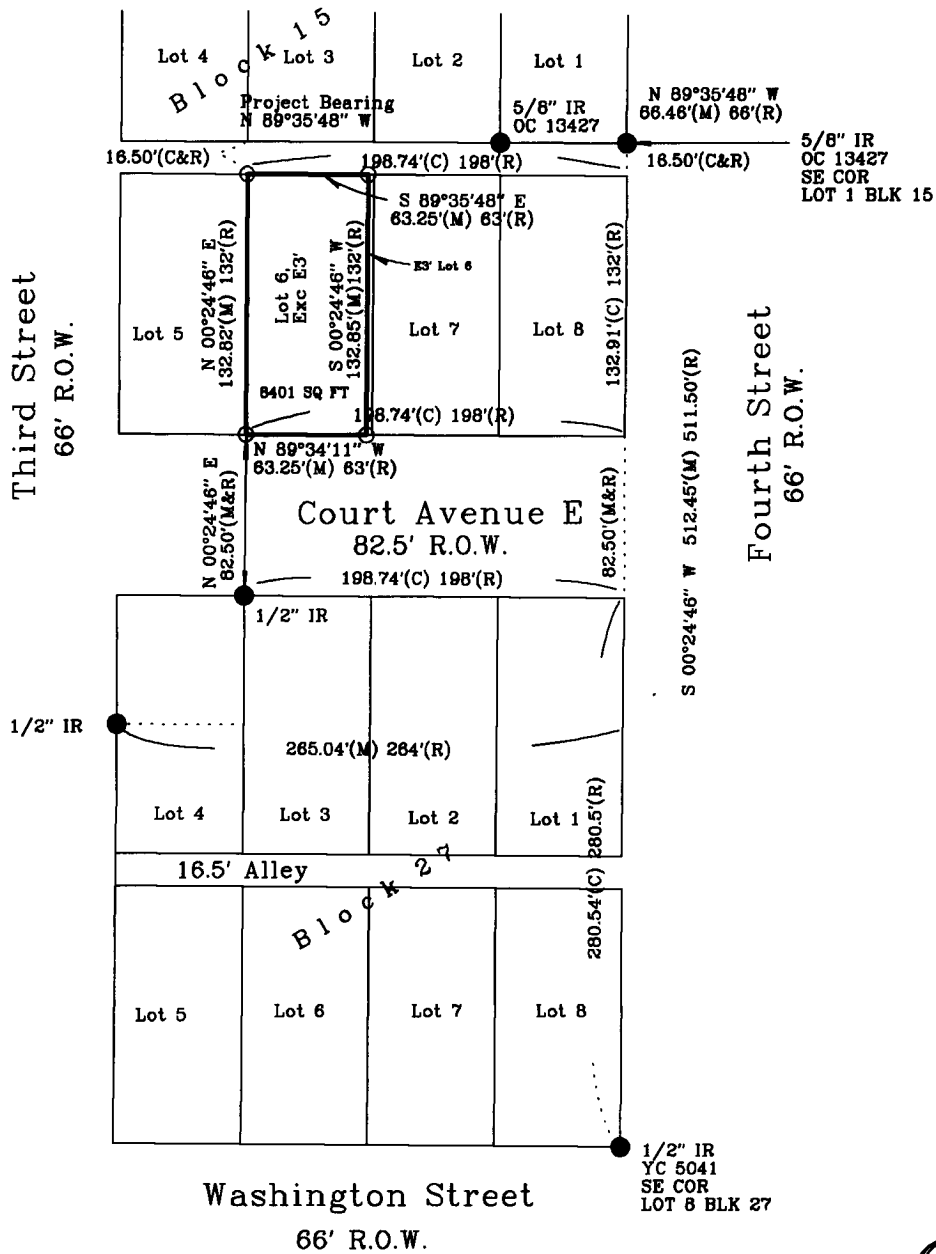 Block 15
Lot 4
Lot 3
Lot 2
Lot 1
Project Bearing
N 89°35'48" W
5/8" IR
OC 13427
N 89°35'48" W
66.46'(M) 66'(R)
5/8" IR
OC 13427
SE COR
LOT 1 BLK 15
16.50'(C&R)
198.74'(C) 198'(R)
16.50'(C&R)
S 89°35'48" E
63.25'(M) 63'(R)
Third Street
66' R.O.W.
Lot 5
N 00°24'46" E
132.82'(M) 132'(R)
Lot 6,
Exc E3'
S 00°24'46" W
132.85'(M)132'(R)
E3' Lot 6
Lot 7
Lot 8
132.91'(C) 132'(R)
8401 SQ FT
198.74'(C) 198'(R)
N 89°34'11" W
63.25'(M) 63'(R)
S 00°24'46" W 512.45'(M) 511.50'(R)
Fourth Street
66' R.O.W.
N 00°24'46" E
82.50'(M&R)
Court Avenue E
82.5' R.O.W.
82.50'(M&R)
198.74'(C) 198'(R)
1/2" IR
1/2" IR
265.04'(M) 264'(R)
Lot 4
Lot 3
Lot 2
Lot 1
280.54'(C) 280.5'(R)
16.5' Alley
Block 27
Lot 5
Lot 6
Lot 7
Lot 8
1/2" IR
YC 5041
SE COR
LOT 8 BLK 27
Washington Street
66' R.O.W.